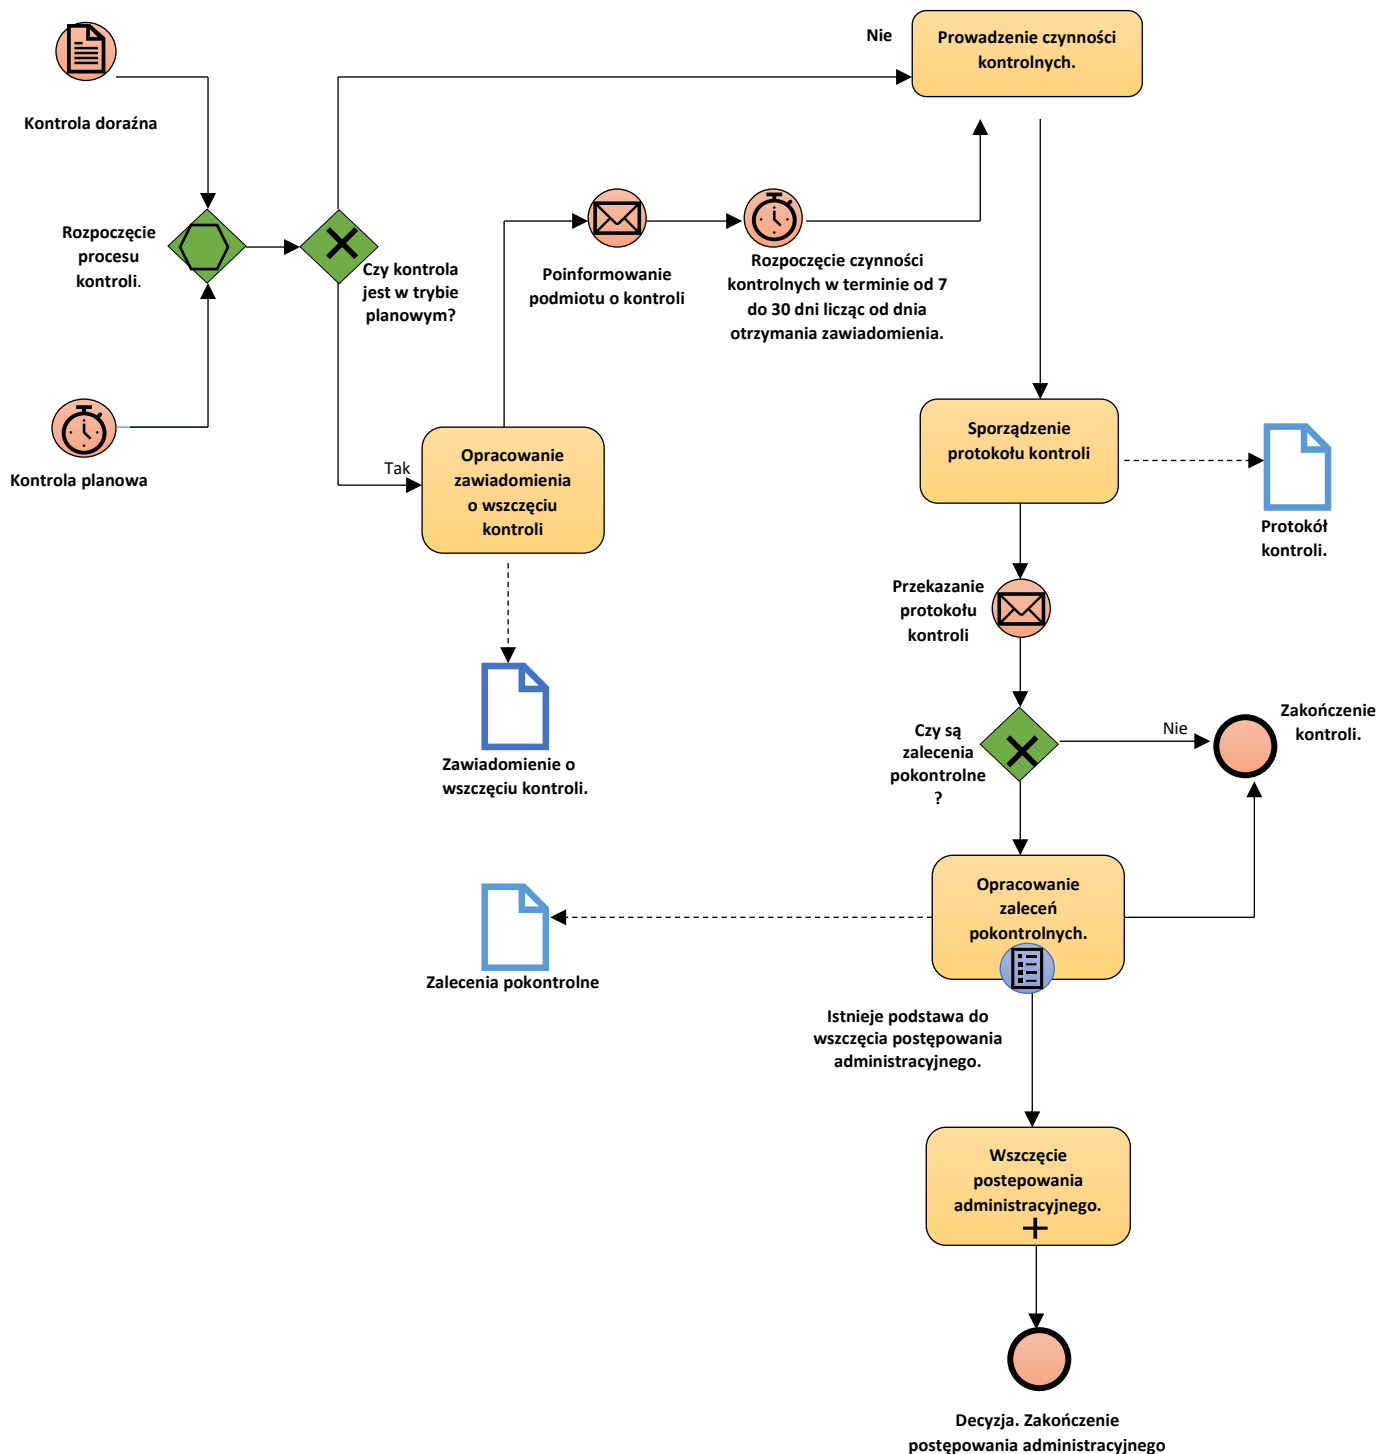 Nie
Prowadzenie czynności
kontrolnych.
Kontrola doraźna
Rozpoczęcie
procesu
kontroli.
Czy kontrola
jest w trybie
planowym?
Poinformowanie
podmiotu o kontroli
Rozpoczęcie czynności
kontrolnych w terminie od 7
do 30 dni licząc od dnia
otrzymania zawiadomienia.
Kontrola planowa
Tak
Opracowanie
zawiadomienia
o wszczęciu
kontroli
Sporządzenie
protokołu kontroli
Protokół
kontroli.
Przekazanie
protokołu
kontroli
Zawiadomienie o
wszczęciu kontroli.
Czy są
zalecenia
pokontrolne
?
Nie
Zakończenie
kontroli.
Opracowanie
zaleceń
pokontrolnych.
Zalecenia pokontrolne
Istnieje podstawa do
wszczęcia postępowania
administracyjnego.
Wszczęcie
postepowania
administracyjnego.
Decyzja. Zakończenie
postępowania administracyjnego